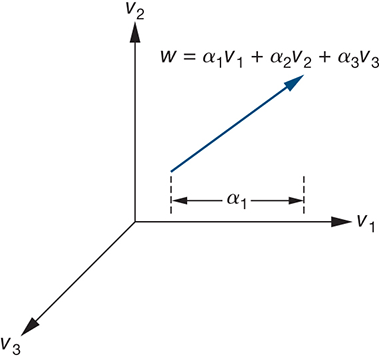 v₂
w = α₁v₁ + α₂v₂ + α₃v₃
α₁
v₁
v₃